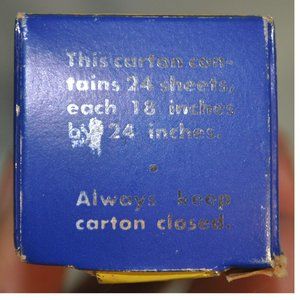 This carton con-
tains 24 sheets,
each 18 inches
by 24 inches.
Always keep
carton closed.